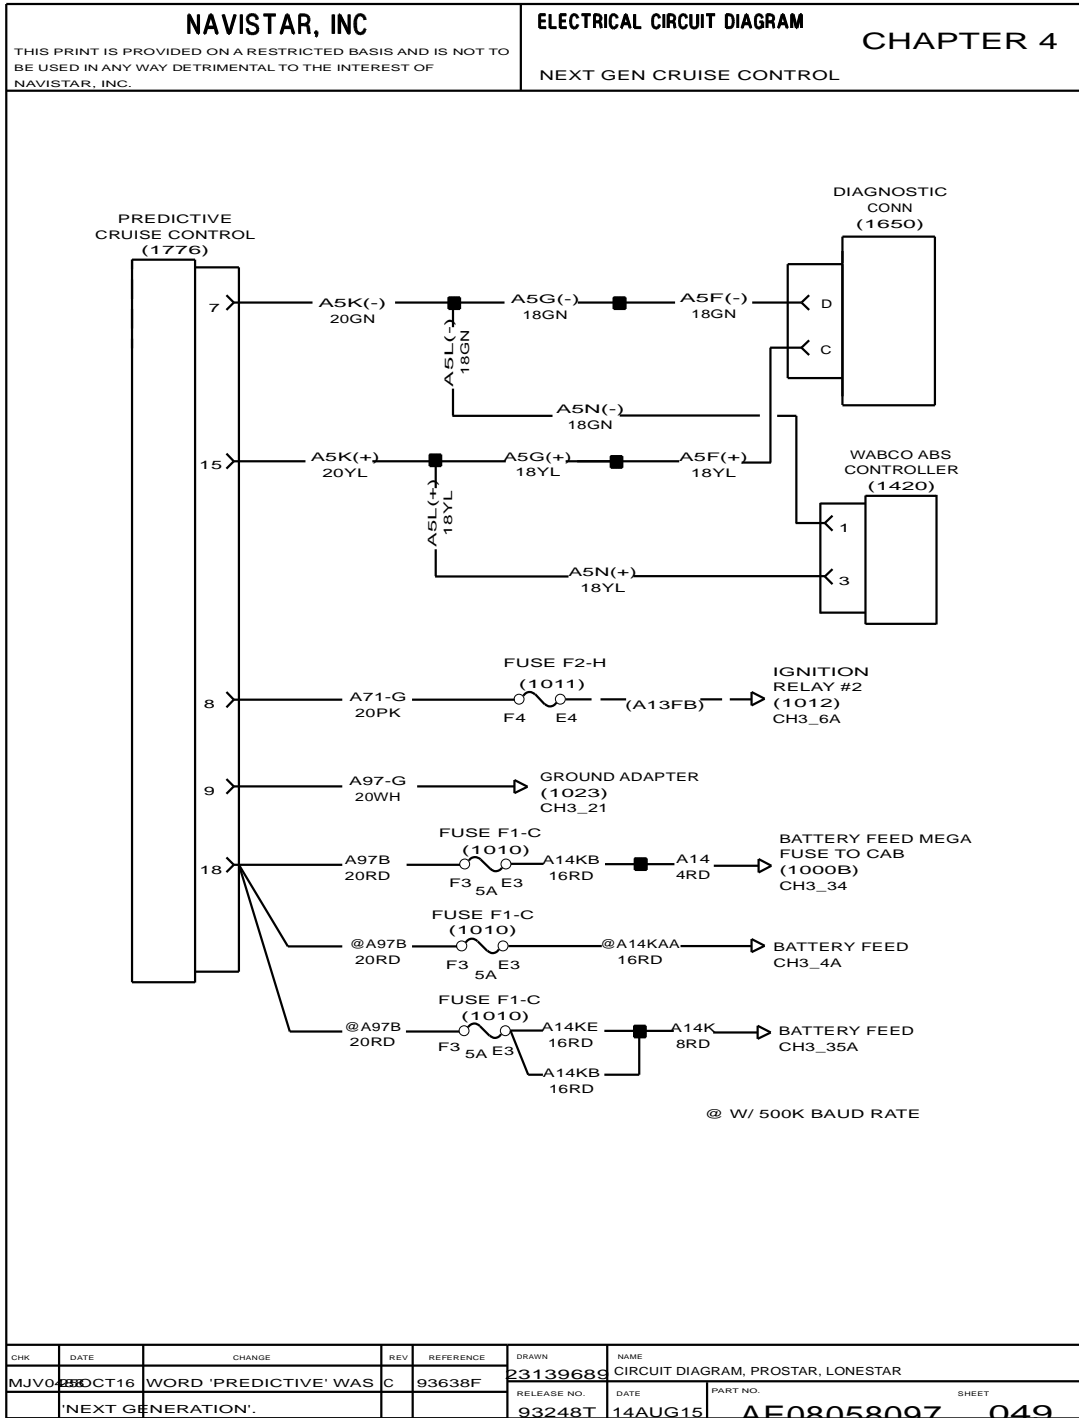 NAVISTAR, INC
THIS PRINT IS PROVIDED ON A RESTRICTED BASIS AND IS NOT TO
BE USED IN ANY WAY DETRIMENTAL TO THE INTEREST OF
NAVISTAR, INC.
ELECTRICAL CIRCUIT DIAGRAM
CHAPTER 4
NEXT GEN CRUISE CONTROL
DIAGNOSTIC
CONN
(1650)
PREDICTIVE
CRUISE CONTROL
(1776)
7
A5K(-)
20GN
A5G(-)
18GN
A5F(-)
18GN
D
C
A5L(-)
18GN
A5N(-)
18GN
15
A5K(+)
20YL
A5G(+)
18YL
A5F(+)
18YL
WABCO ABS
CONTROLLER
(1420)
A5L(+)
18YL
1
A5N(+)
18YL
3
FUSE F2-H
(1011)
8
A71-G
20PK
F4
E4
(A13FB)
IGNITION
RELAY #2
(1012)
CH3_6A
9
A97-G
20WH
GROUND ADAPTER
(1023)
CH3_21
FUSE F1-C
(1010)
18
A97B
20RD
F3
5A
E3
A14KB
16RD
A14
4RD
BATTERY FEED MEGA
FUSE TO CAB
(1000B)
CH3_34
FUSE F1-C
(1010)
@A97B
20RD
F3
5A
E3
@A14KAA
16RD
BATTERY FEED
CH3_4A
FUSE F1-C
(1010)
@A97B
20RD
F3
5A
E3
A14KE
16RD
A14K
8RD
BATTERY FEED
CH3_35A
A14KB
16RD
@ W/ 500K BAUD RATE
CHK DATE CHANGE REV REFERENCE DRAWN NAME
OCT16 WORD 'PREDICTIVE' WAS C 93638F 23139689 CIRCUIT DIAGRAM, PROSTAR, LONESTAR
'NEXT GENERATION'.
RELEASE NO. DATE PART NO. SHEET
93248T 14AUG15 AE08058097 049